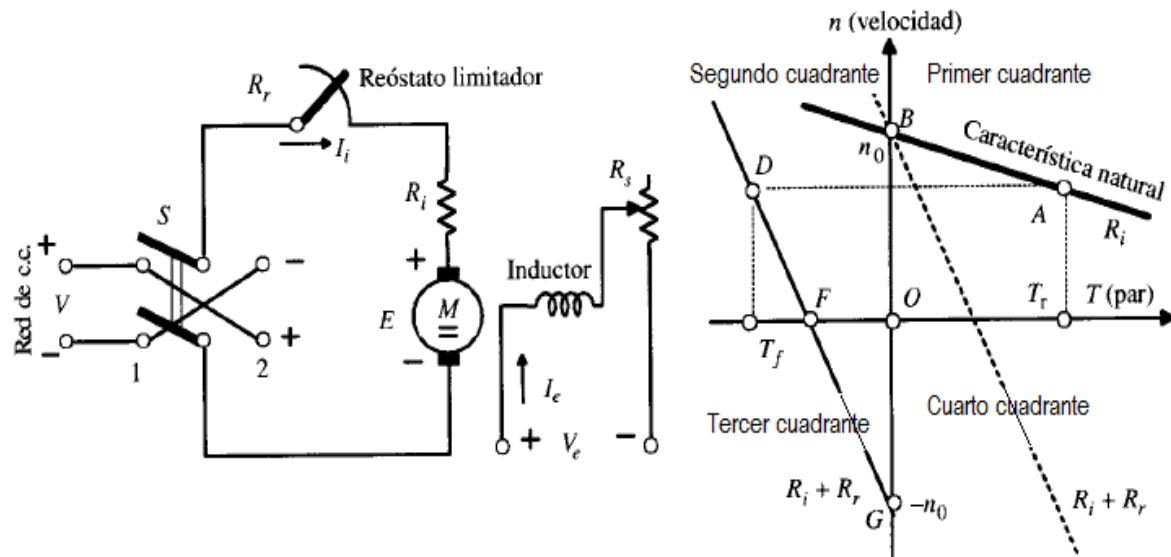 R_r
Reóstato limitador
I_i
R_i
R_s
S
+
−
Red de c.c.
V
Inductor
+
E
M
−
−
+
1
2
I_e
+
V_e
−
n (velocidad)
Segundo cuadrante
Primer cuadrante
B
n_0
Característica natural
D
A
R_i
F
O
T_r
T (par)
T_f
Tercer cuadrante
Cuarto cuadrante
R_i + R_r
G
−n_0
R_i + R_r